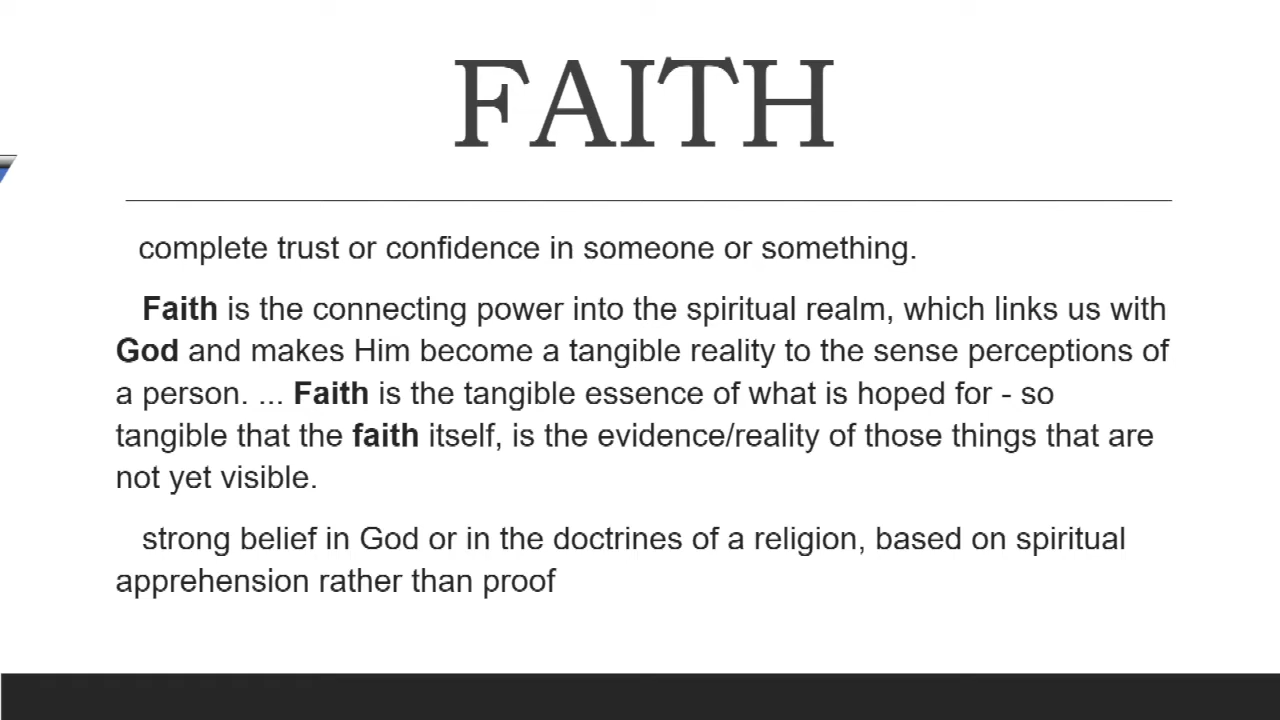 FAITH
complete trust or confidence in someone or something.
Faith is the connecting power into the spiritual realm, which links us with
God and makes Him become a tangible reality to the sense perceptions of
a person. ... Faith is the tangible essence of what is hoped for - so
tangible that the faith itself, is the evidence/reality of those things that are
not yet visible.
strong belief in God or in the doctrines of a religion, based on spiritual
apprehension rather than proof